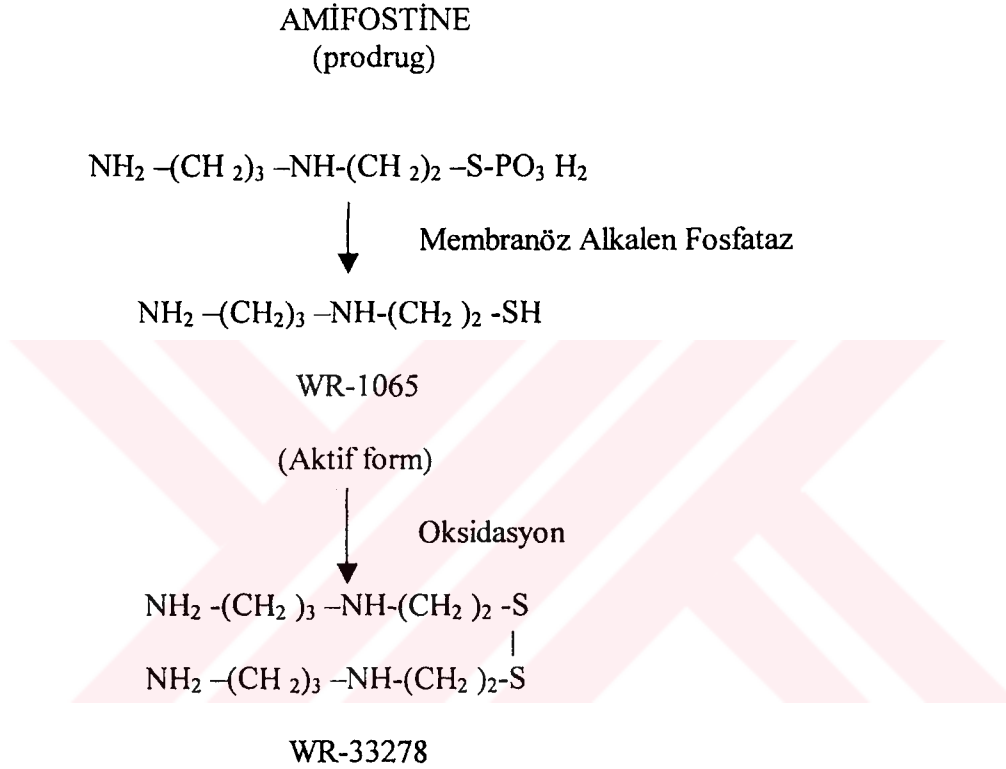 AMİFOSTİNE
(prodrug)
NH₂ –(CH ₂)₃ –NH-(CH ₂)₂ –S-PO₃ H₂
Membranöz Alkalen Fosfataz
NH₂ –(CH₂)₃ –NH-(CH₂ )₂ -SH
WR-1065
(Aktif form)
Oksidasyon
NH₂ -(CH₂ )₃ –NH-(CH₂ )₂ -S
|
NH₂ –(CH ₂)₃ –NH-(CH₂ )₂-S
WR-33278